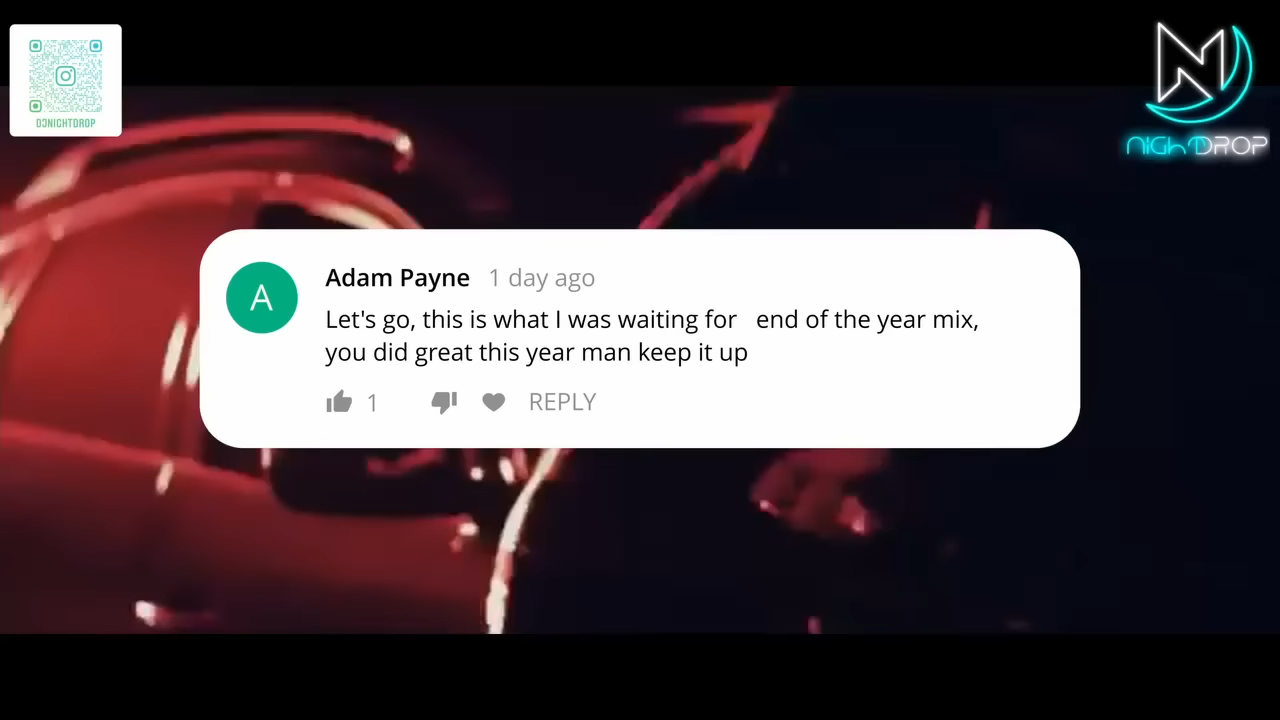 DJNIGHTDROP
NIGHTDROP
A
Adam Payne 1 day ago
Let's go, this is what I was waiting for end of the year mix,
you did great this year man keep it up
1
REPLY